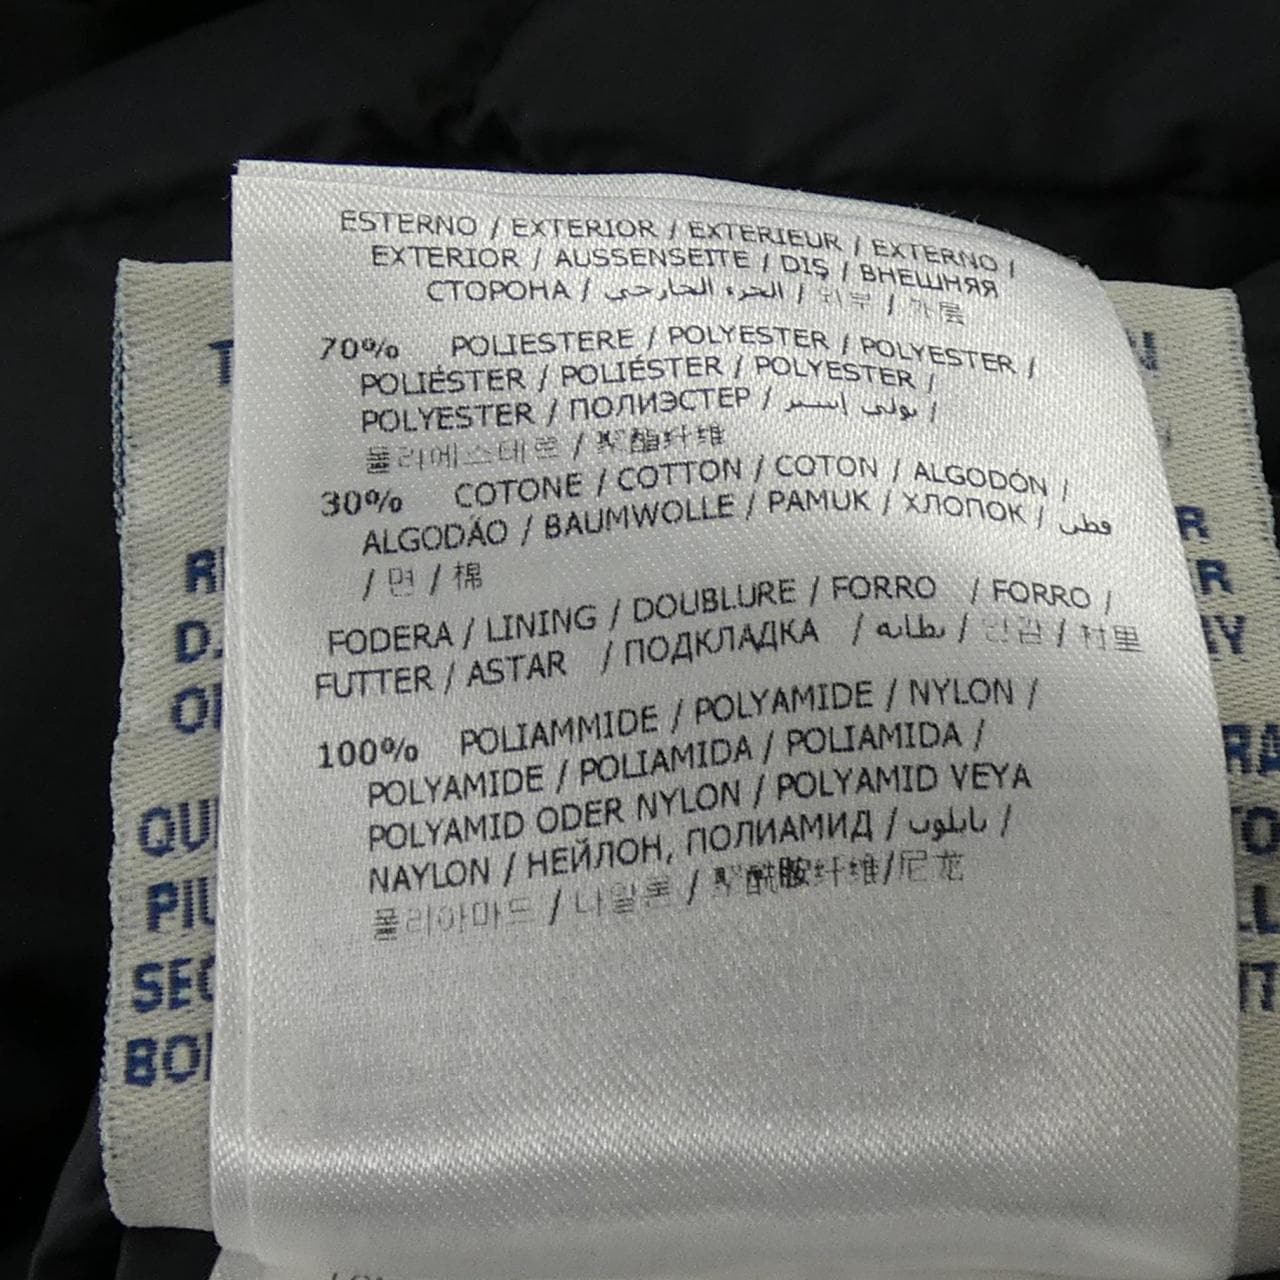 ESTERNO / EXTERIOR / EXTERIEUR / EXTERNO /
EXTERIOR / AUSSENSEITE / DIŞ / ВНЕШНЯЯ
СТОРОНА / الجزء الخارجي / 외부 / 外层
70% POLIESTERE / POLYESTER / POLYESTER /
POLIÉSTER / POLIÉSTER / POLYESTER /
POLYESTER / ПОЛИЭСТЕР / بولي استر /
폴리에스테르 / 聚酯纤维
30% COTONE / COTTON / COTON / ALGODÓN /
ALGODÃO / BAUMWOLLE / PAMUK / ХЛОПОК / قطن
/ 면 / 棉
FODERA / LINING / DOUBLURE / FORRO / FORRO /
FUTTER / ASTAR / ПОДКЛАДКА / بطانه / 안감 / 村里
100% POLIAMMIDE / POLYAMIDE / NYLON /
POLYAMIDE / POLIAMIDA / POLIAMIDA /
POLYAMID ODER NYLON / POLYAMID VEYA
NAYLON / НЕЙЛОН, ПОЛИАМИД / نايلون /
폴리아마드 / 나일론 / 聚酰胺纤维/尼龙